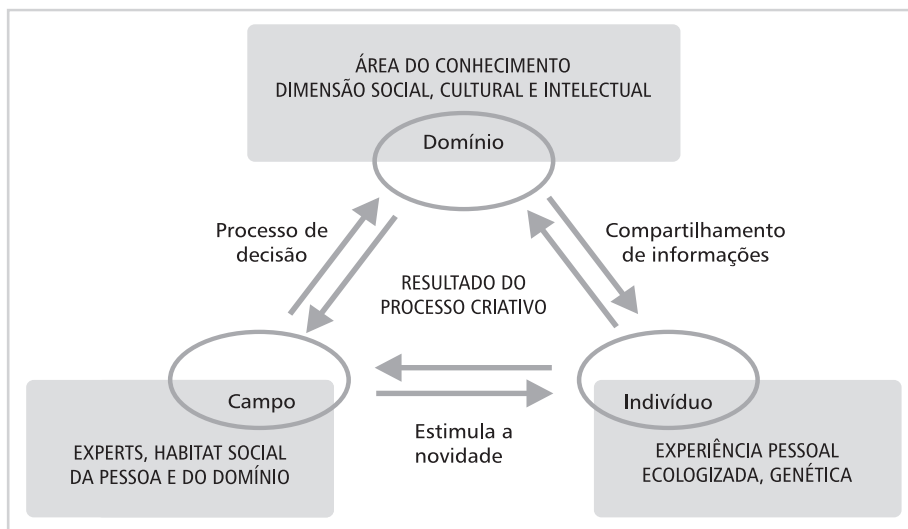 ÁREA DO CONHECIMENTO
DIMENSÃO SOCIAL, CULTURAL E INTELECTUAL
Domínio
Processo de
decisão
Compartilhamento
de informações
RESULTADO DO
PROCESSO CRIATIVO
Campo
Indivíduo
Estimula a
novidade
EXPERTS, HABITAT SOCIAL
DA PESSOA E DO DOMÍNIO
EXPERIÊNCIA PESSOAL
ECOLOGIZADA, GENÉTICA